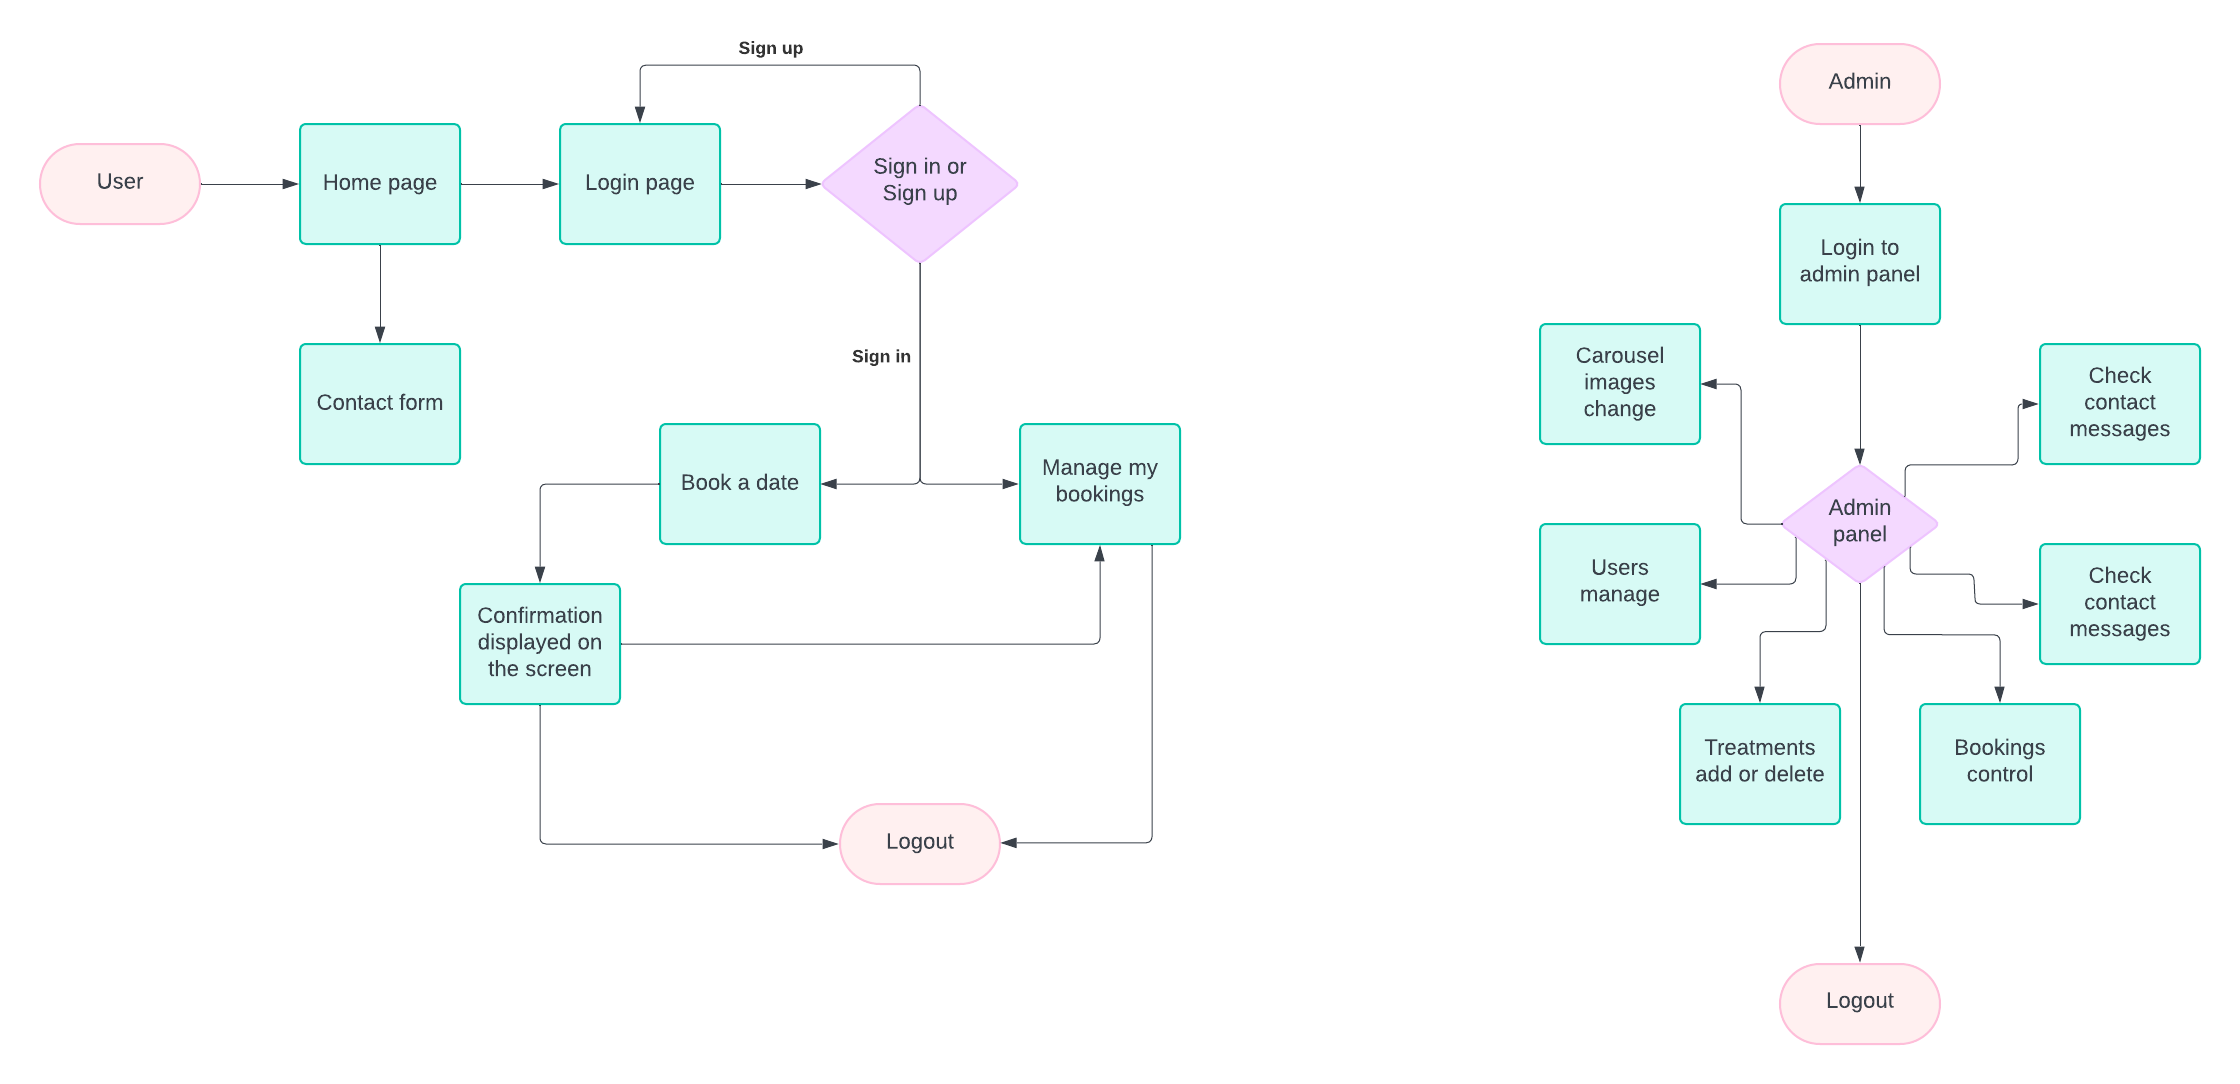 Sign up
User
Home page
Login page
Sign in or
Sign up
Contact form
Sign in
Book a date
Manage my
bookings
Confirmation
displayed on
the screen
Logout
Admin
Login to
admin panel
Carousel
images
change
Check
contact
messages
Admin
panel
Users
manage
Check
contact
messages
Treatments
add or delete
Bookings
control
Logout